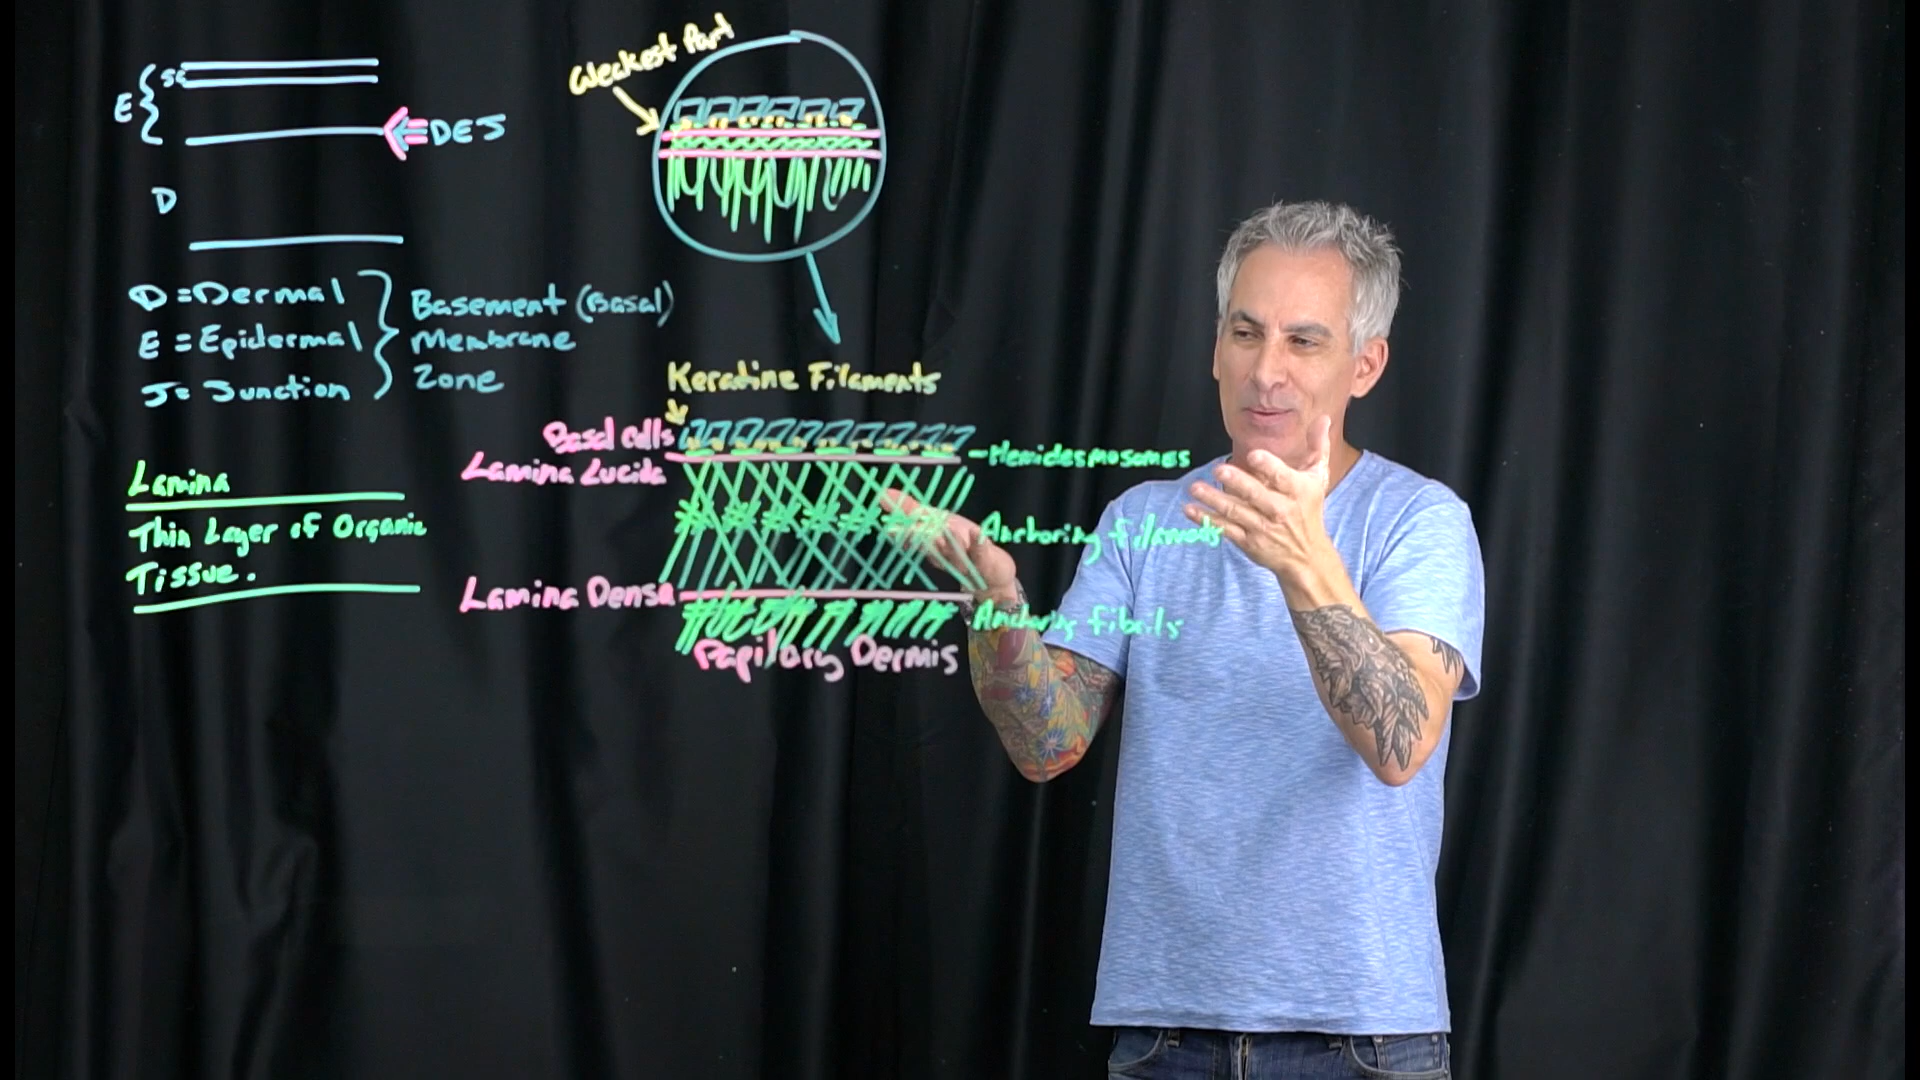 Weakest Part
SC
E
DEJ
D
D = Dermal
E = Epidermal
J = Junction
Basement (Basal)
Membrane
Zone
Keratine Filaments
Basal cells
Lamina Lucida
Hemidesmosomes
Anchoring filaments
Lamina Densa
Anchoring fibrils
Papillary Dermis
Lamina
Thin Layer of Organic
Tissue.